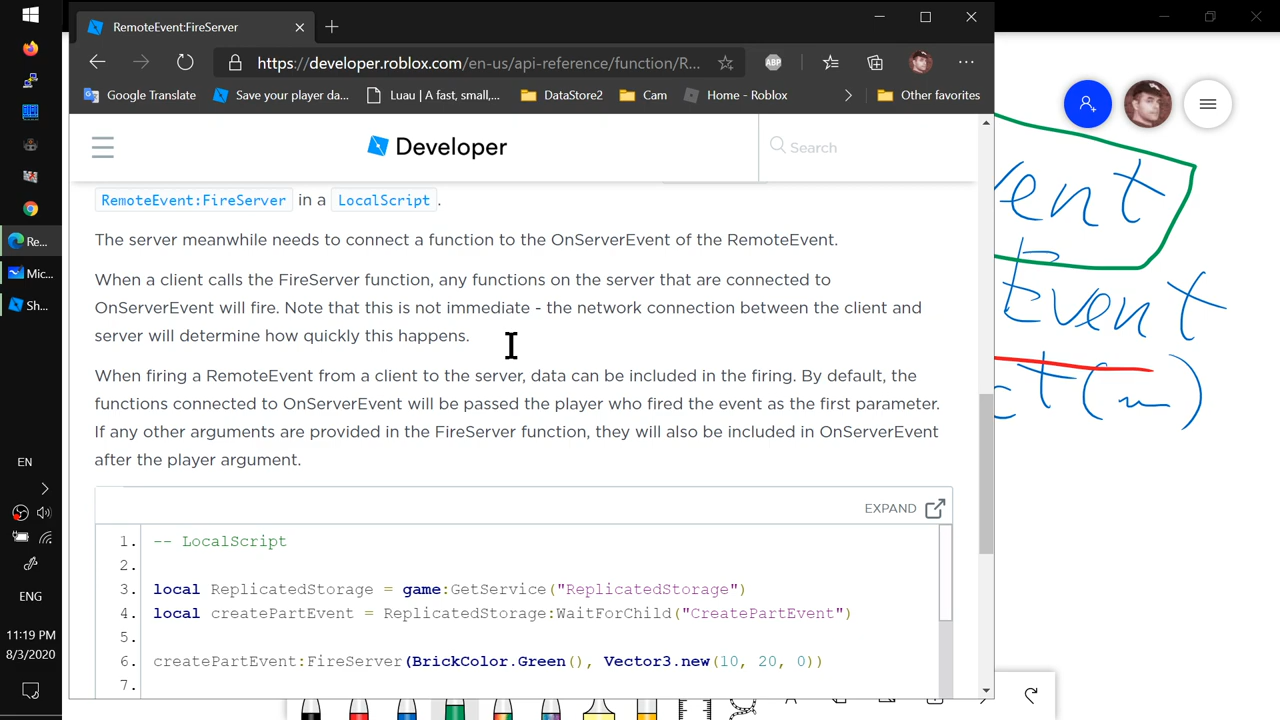 RemoteEvent:FireServer
https://developer.roblox.com/en-us/api-reference/function/R...
Google Translate
Save your player da...
Luau | A fast, small,...
DataStore2
Cam
Home - Roblox
Other favorites
Developer
Search
RemoteEvent:FireServer in a LocalScript.
The server meanwhile needs to connect a function to the OnServerEvent of the RemoteEvent.
When a client calls the FireServer function, any functions on the server that are connected to
OnServerEvent will fire. Note that this is not immediate - the network connection between the client and
server will determine how quickly this happens.
When firing a RemoteEvent from a client to the server, data can be included in the firing. By default, the
functions connected to OnServerEvent will be passed the player who fired the event as the first parameter.
If any other arguments are provided in the FireServer function, they will also be included in OnServerEvent
after the player argument.
EXPAND
1. -- LocalScript
2.
3. local ReplicatedStorage = game:GetService("ReplicatedStorage")
4. local createPartEvent = ReplicatedStorage:WaitForChild("CreatePartEvent")
5.
6. createPartEvent:FireServer(BrickColor.Green(), Vector3.new(10, 20, 0))
7.
vent
Event
ct(
)
ABP
Re...
Mic...
Sh...
EN
ENG
11:19 PM
8/3/2020